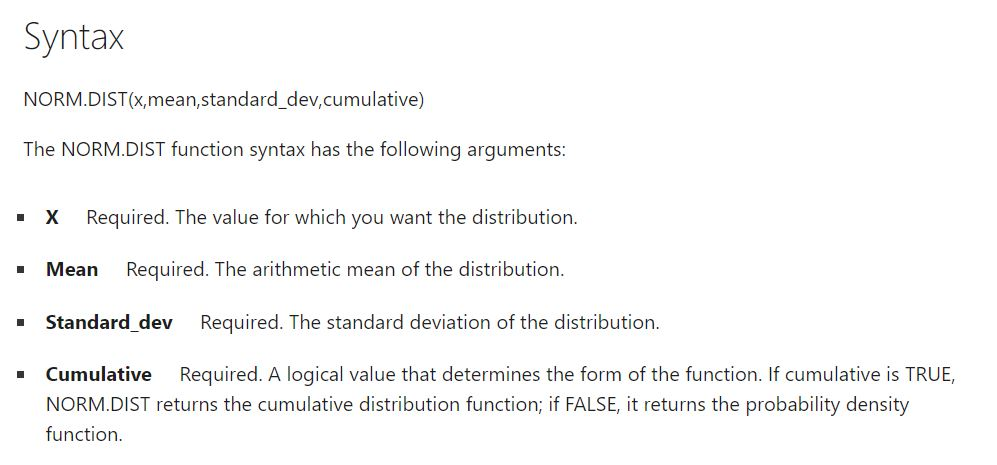 Syntax
NORM.DIST(x,mean,standard_dev,cumulative)
The NORM.DIST function syntax has the following arguments:
X Required. The value for which you want the distribution.
Mean Required. The arithmetic mean of the distribution.
Standard_dev Required. The standard deviation of the distribution.
Cumulative Required. A logical value that determines the form of the function. If cumulative is TRUE,
NORM.DIST returns the cumulative distribution function; if FALSE, it returns the probability density
function.